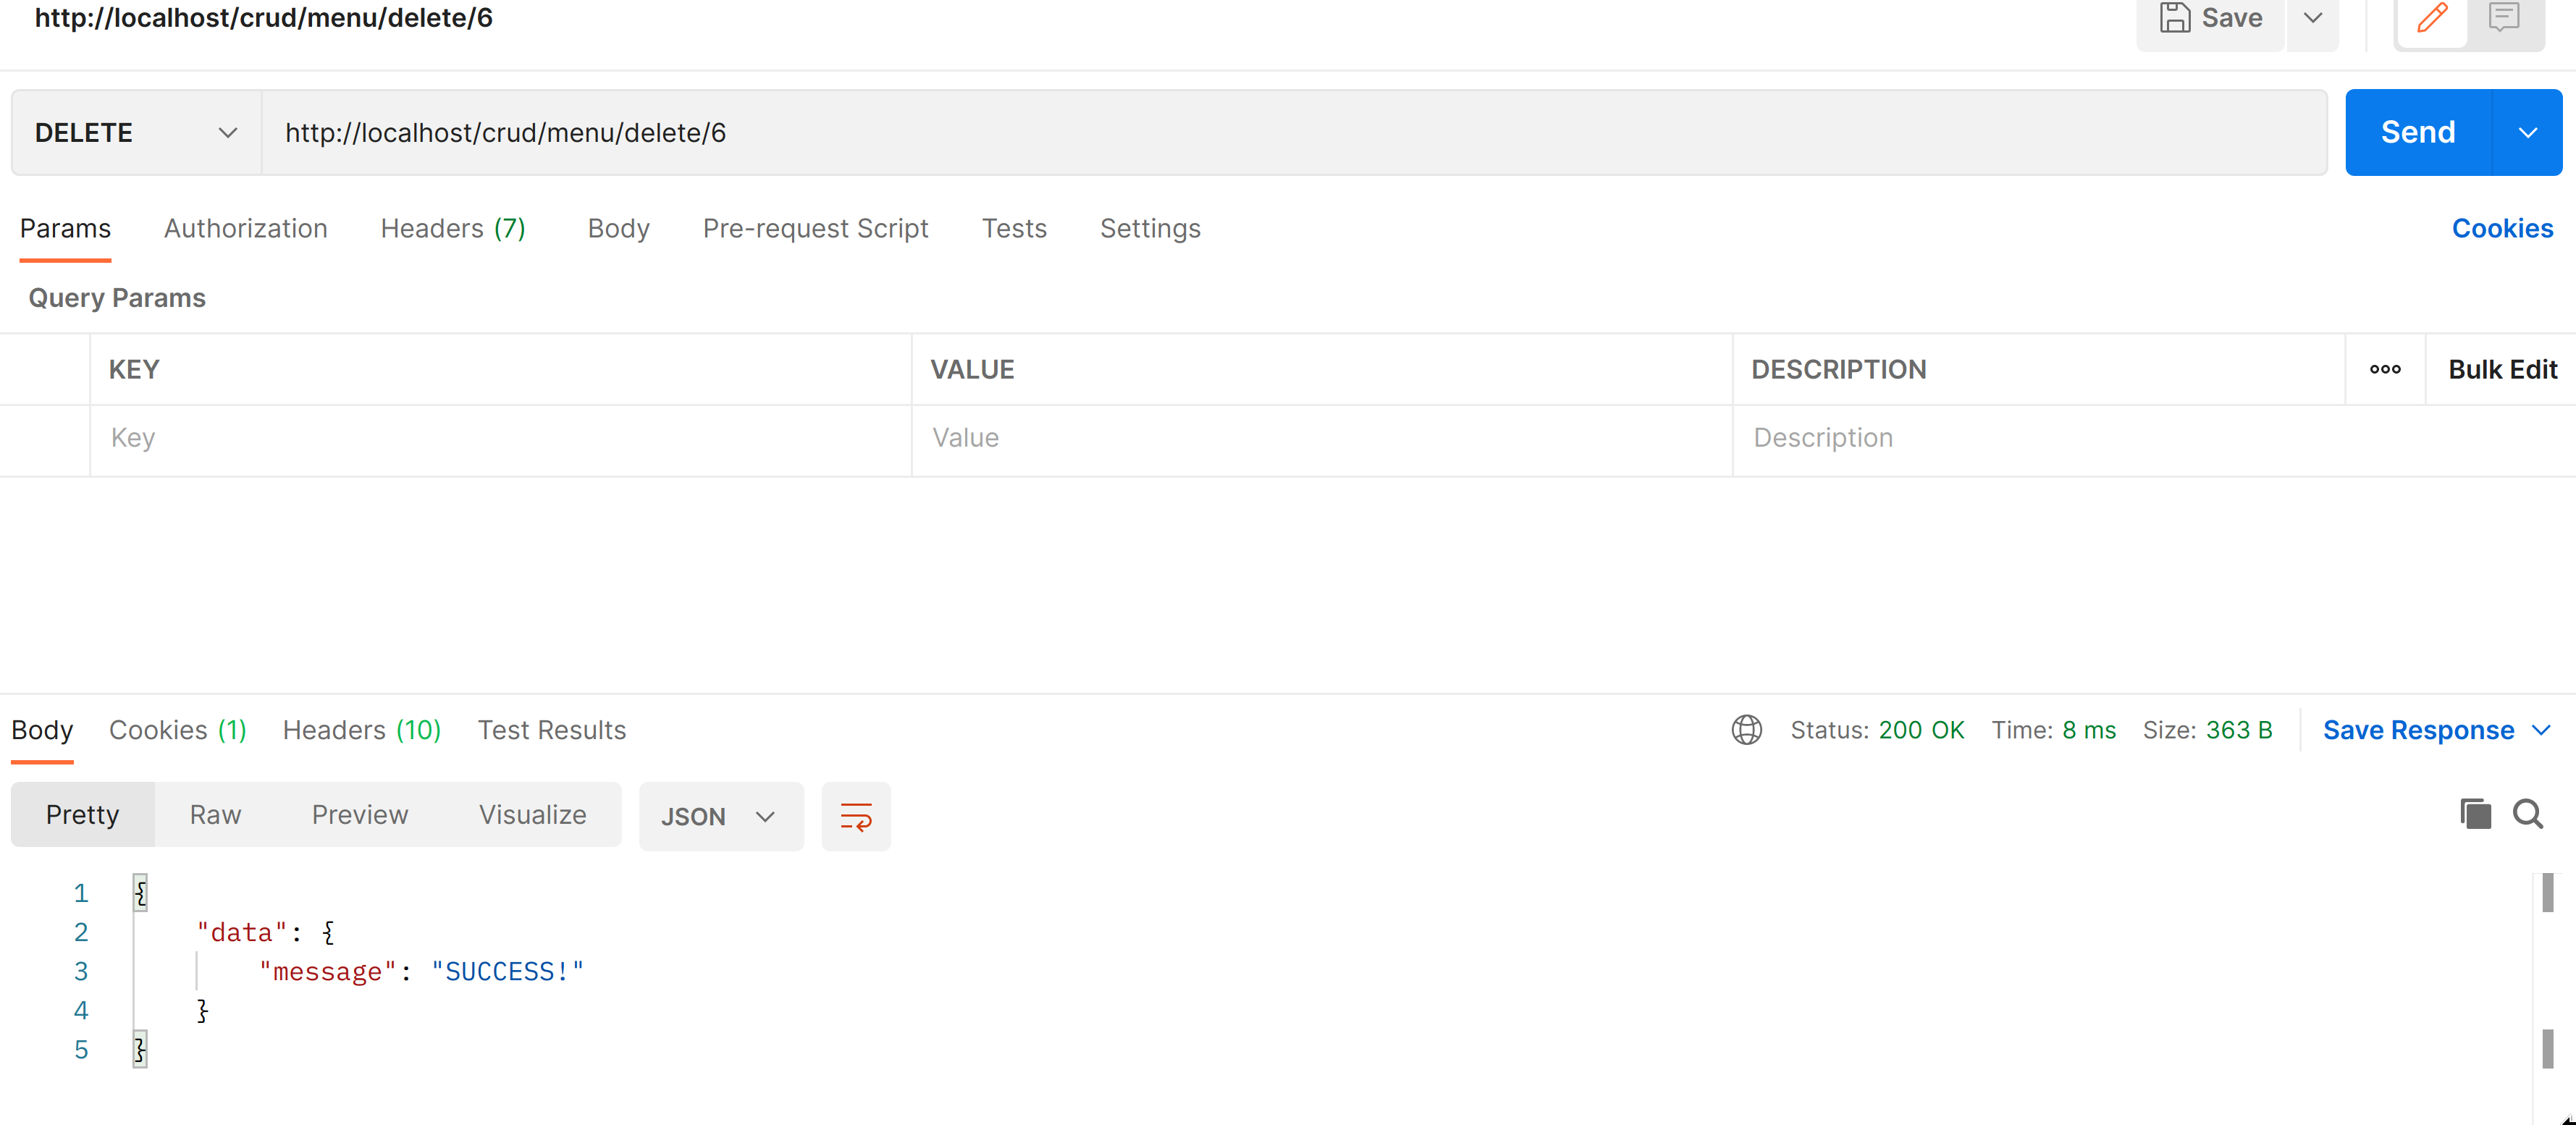 http://localhost/crud/menu/delete/6
Save
DELETE
http://localhost/crud/menu/delete/6
Send
Params Authorization Headers (7) Body Pre-request Script Tests Settings Cookies
Query Params
KEY VALUE DESCRIPTION ooo Bulk Edit
Key Value Description
Body Cookies (1) Headers (10) Test Results Status: 200 OK Time: 8 ms Size: 363 B Save Response
Pretty Raw Preview Visualize JSON
1 {
2 "data": {
3 "message": "SUCCESS!"
4 }
5 }